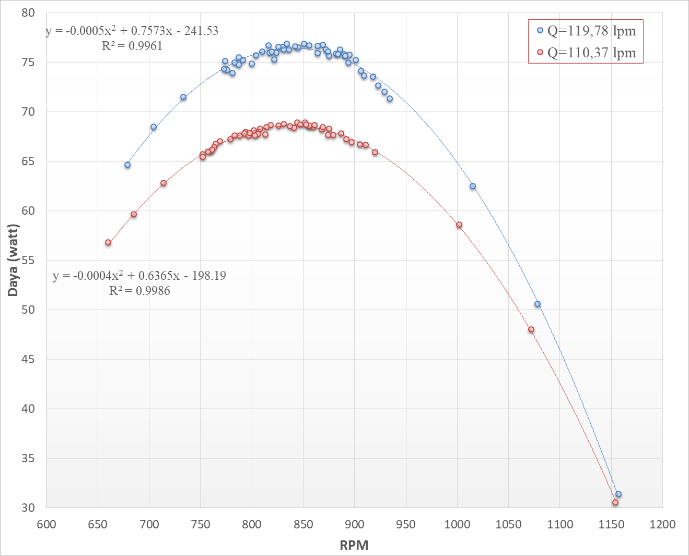 80
75
70
65
60
55
50
45
40
35
30
Daya (watt)
y = -0.0005x² + 0.7573x - 241.53
R² = 0.9961
Q=119,78 lpm
Q=110,37 lpm
y = -0.0004x² + 0.6365x - 198.19
R² = 0.9986
600 650 700 750 800 850 900 950 1000 1050 1100 1150 1200
RPM